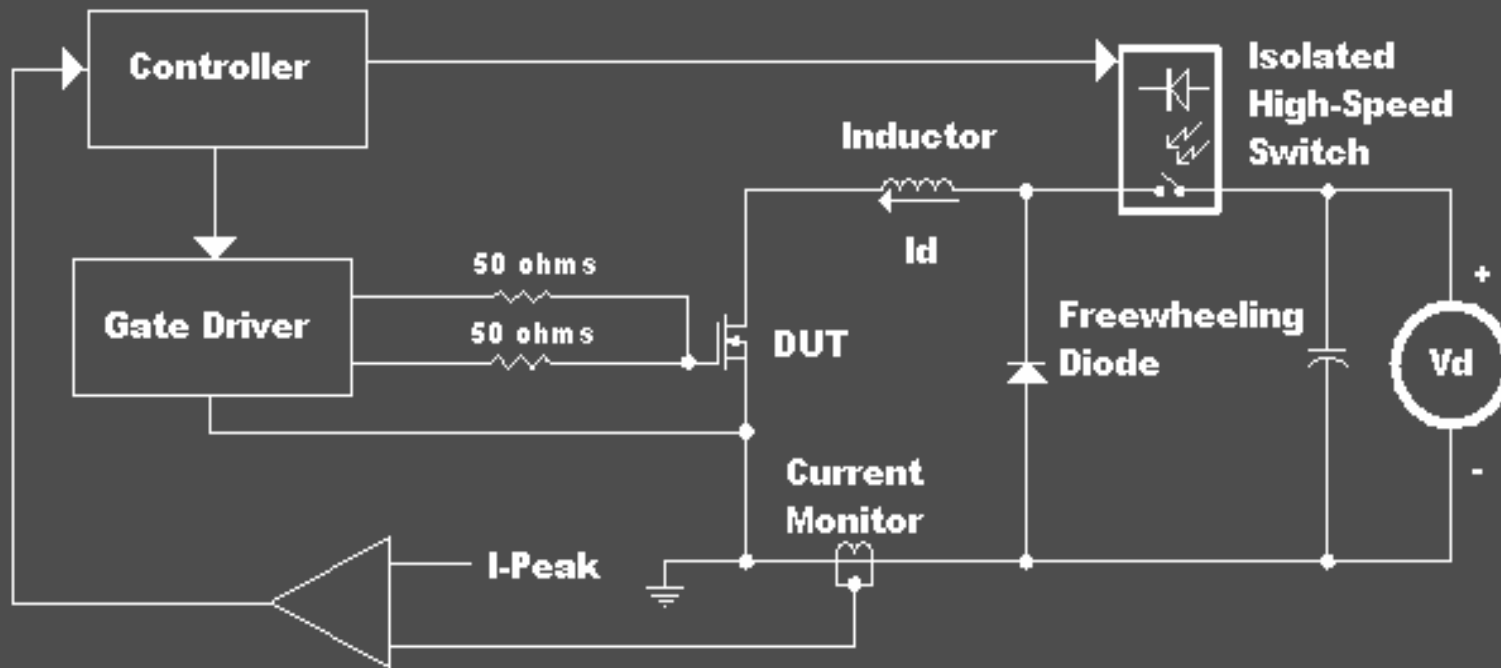 Controller
Isolated
High-Speed
Switch
Inductor
Id
50 ohms
Gate Driver
50 ohms
DUT
Freewheeling
Diode
+
Vd
-
Current
Monitor
I-Peak